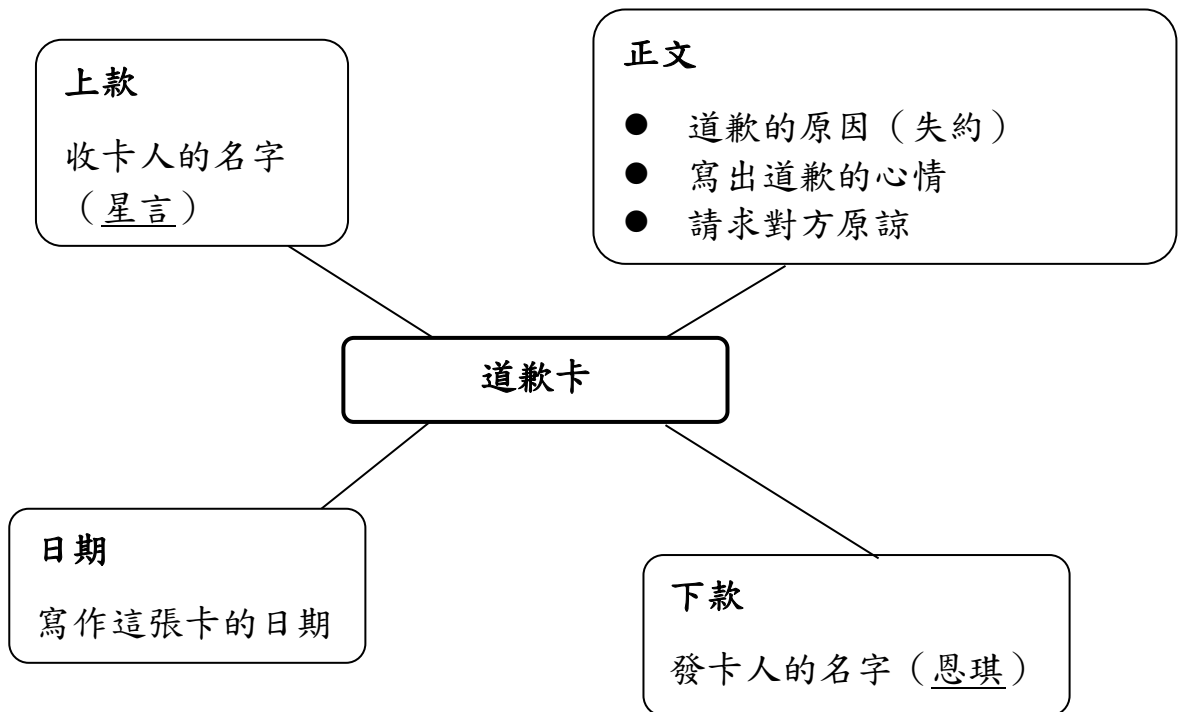 上款
收卡人的名字
（星言）
正文
● 道歉的原因（失約）
● 寫出道歉的心情
● 請求對方原諒
道歉卡
日期
寫作這張卡的日期
下款
發卡人的名字（恩琪）